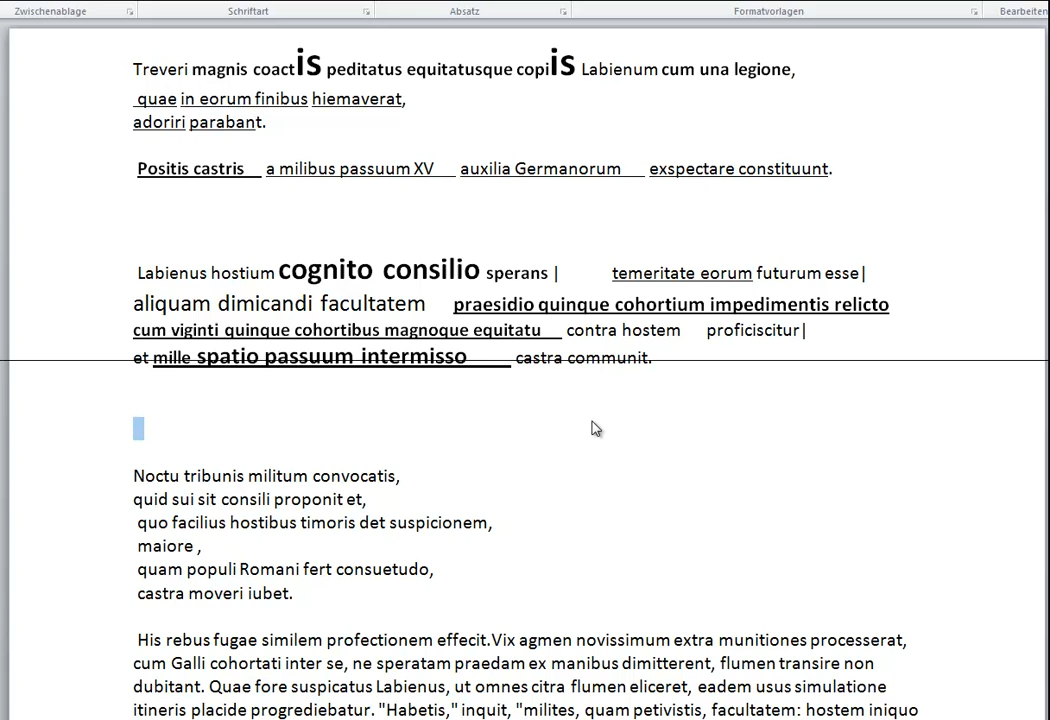 Zwischenablage Schriftart Absatz Formatvorlagen Bearbeiten
Treveri magnis coactis peditatus equitatusque copiis Labienum cum una legione,
quae in eorum finibus hiemaverat,
adoriri parabant.
Positis castris a milibus passuum XV auxilia Germanorum exspectare constituunt.
Labienus hostium cognito consilio sperans | temeritate eorum futurum esse|
aliquam dimicandi facultatem praesidio quinque cohortium impedimentis relicto
cum viginti quinque cohortibus magnoque equitatu contra hostem proficiscitur|
et mille spatio passuum intermisso castra communit.
Noctu tribunis militum convocatis,
quid sui sit consili proponit et,
quo facilius hostibus timoris det suspicionem,
maiore ,
quam populi Romani fert consuetudo,
castra moveri iubet.
His rebus fugae similem profectionem effecit.Vix agmen novissimum extra munitiones processerat,
cum Galli cohortati inter se, ne speratam praedam ex manibus dimitterent, flumen transire non
dubitant. Quae fore suspicatus Labienus, ut omnes citra flumen eliceret, eadem usus simulatione
itineris placide progrediebatur. "Habetis," inquit, "milites, quam petivistis, facultatem: hostem iniquo